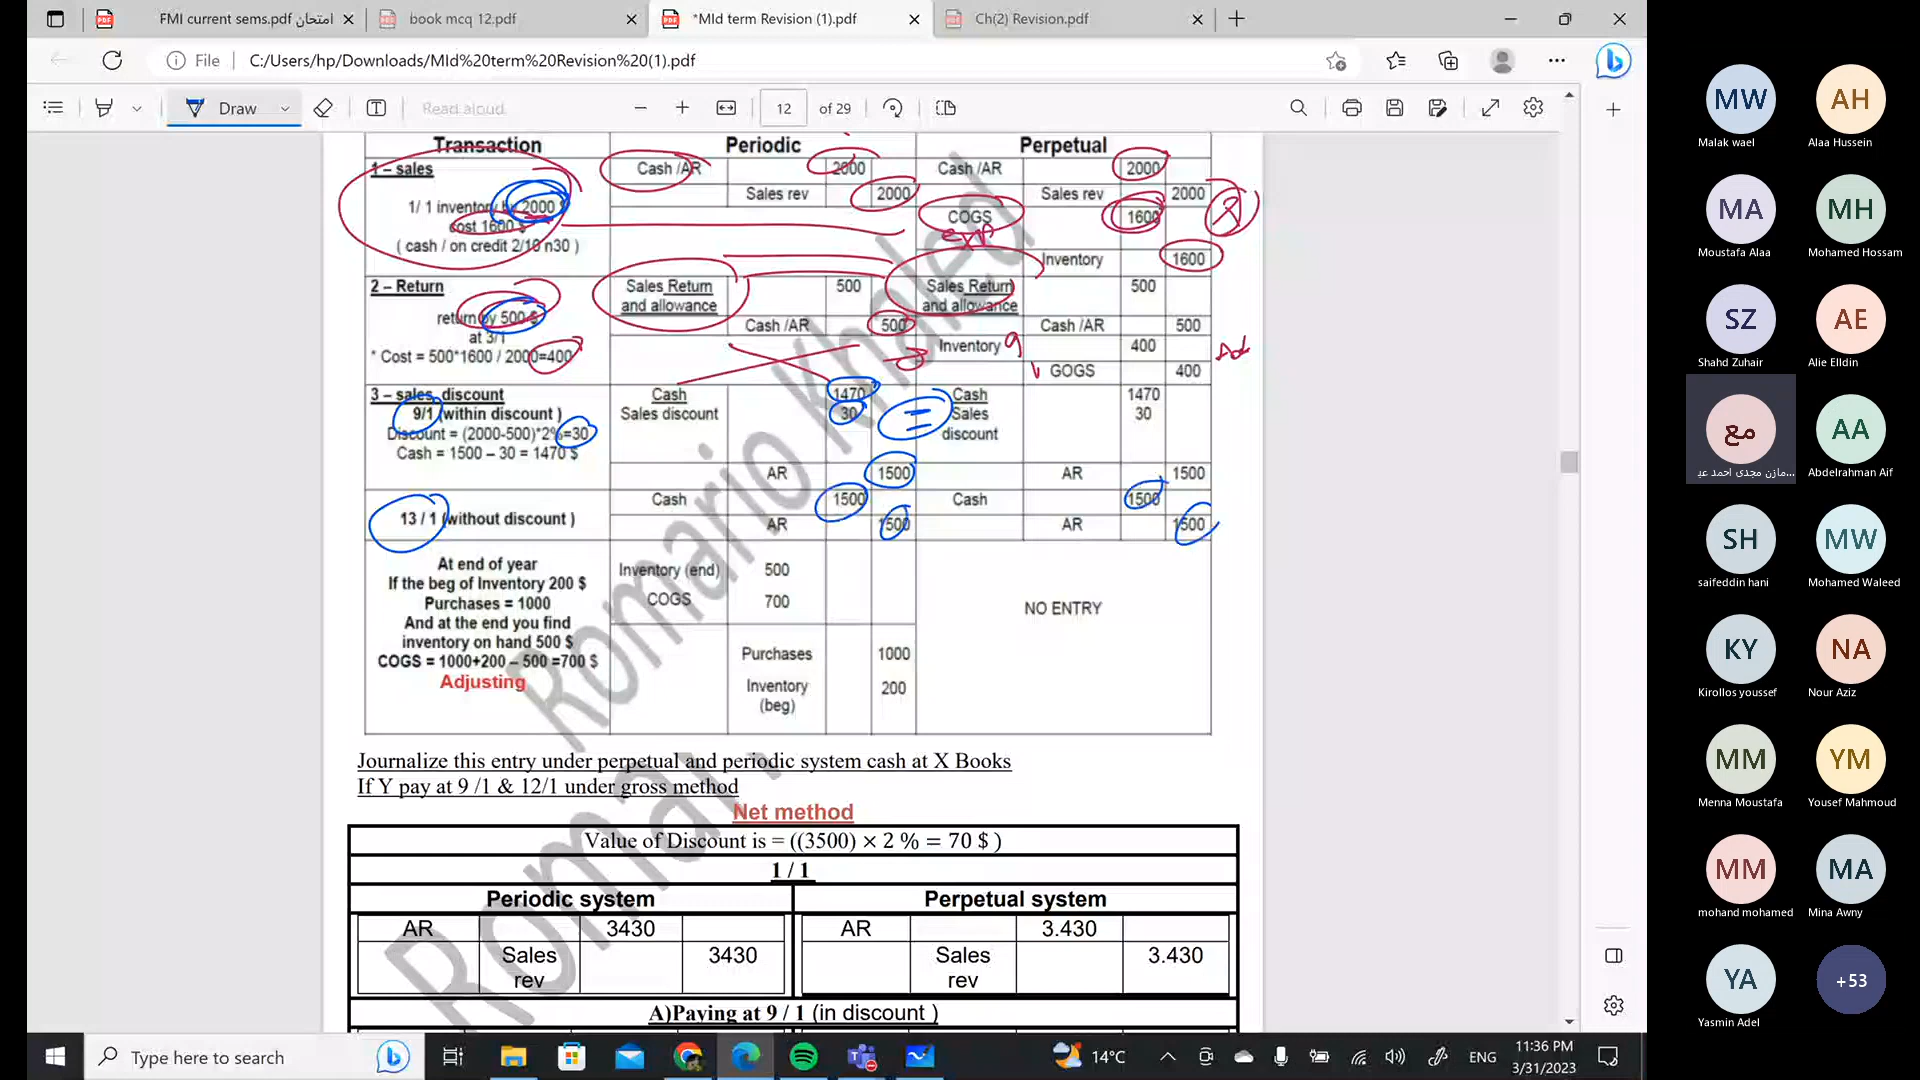 FMI current sems.pdf امتحان
book mcq 12.pdf
*MId term Revision (1).pdf
Ch(2) Revision.pdf
File
C:/Users/hp/Downloads/MId%20term%20Revision%20(1).pdf
Draw
Read aloud
12 of 29
Transaction Periodic Perpetual
1 – sales
1/ 1 inventory by 2000 $
cost 1600 $
( cash / on credit 2/10 n30 )
Cash /AR 2000
Sales rev 2000
Cash /AR 2000
Sales rev 2000
COGS 1600
exp
Inventory 1600
2 – Return
return by 500 $
at 3/1
* Cost = 500*1600 / 2000=400
Sales Return and allowance 500
Cash /AR 500
Sales Return and allowance 500
Cash /AR 500
Inventory 400
GOGS 400
3 – sales discount
9/1 (within discount )
Discount = (2000-500)*2%=30
Cash = 1500 – 30 = 1470 $
Cash 1470
Sales discount 30
AR 1500
=
Cash 1470
Sales discount 30
AR 1500
13 / 1 (without discount )
Cash 1500
AR 1500
Cash 1500
AR 1500
At end of year
If the beg of Inventory 200 $
Purchases = 1000
And at the end you find
inventory on hand 500 $
COGS = 1000+200 – 500 =700 $
Adjusting
Inventory (end) 500
COGS 700
Purchases 1000
Inventory (beg) 200
NO ENTRY
Journalize this entry under perpetual and periodic system cash at X Books
If Y pay at 9 /1 & 12/1 under gross method
Net method
Value of Discount is = ((3500) × 2 % = 70 $ )
1 / 1
Periodic system Perpetual system
AR 3430
Sales rev 3430
AR 3.430
Sales rev 3.430
A)Paying at 9 / 1 (in discount )
Romario Khaled
MW AH
Malak wael Alaa Hussein
MA MH
Moustafa Alaa Mohamed Hossam
SZ AE
Shahd Zuhair Alie Elldin
مع AA
مازن مجدى احمد عبد... Abdelrahman Aif
SH MW
saifeddin hani Mohamed Waleed
KY NA
Kirollos youssef Nour Aziz
MM YM
Menna Moustafa Yousef Mahmoud
MM MA
mohand mohamed Mina Awny
YA +53
Yasmin Adel
Type here to search
14°C
ENG
11:36 PM
3/31/2023